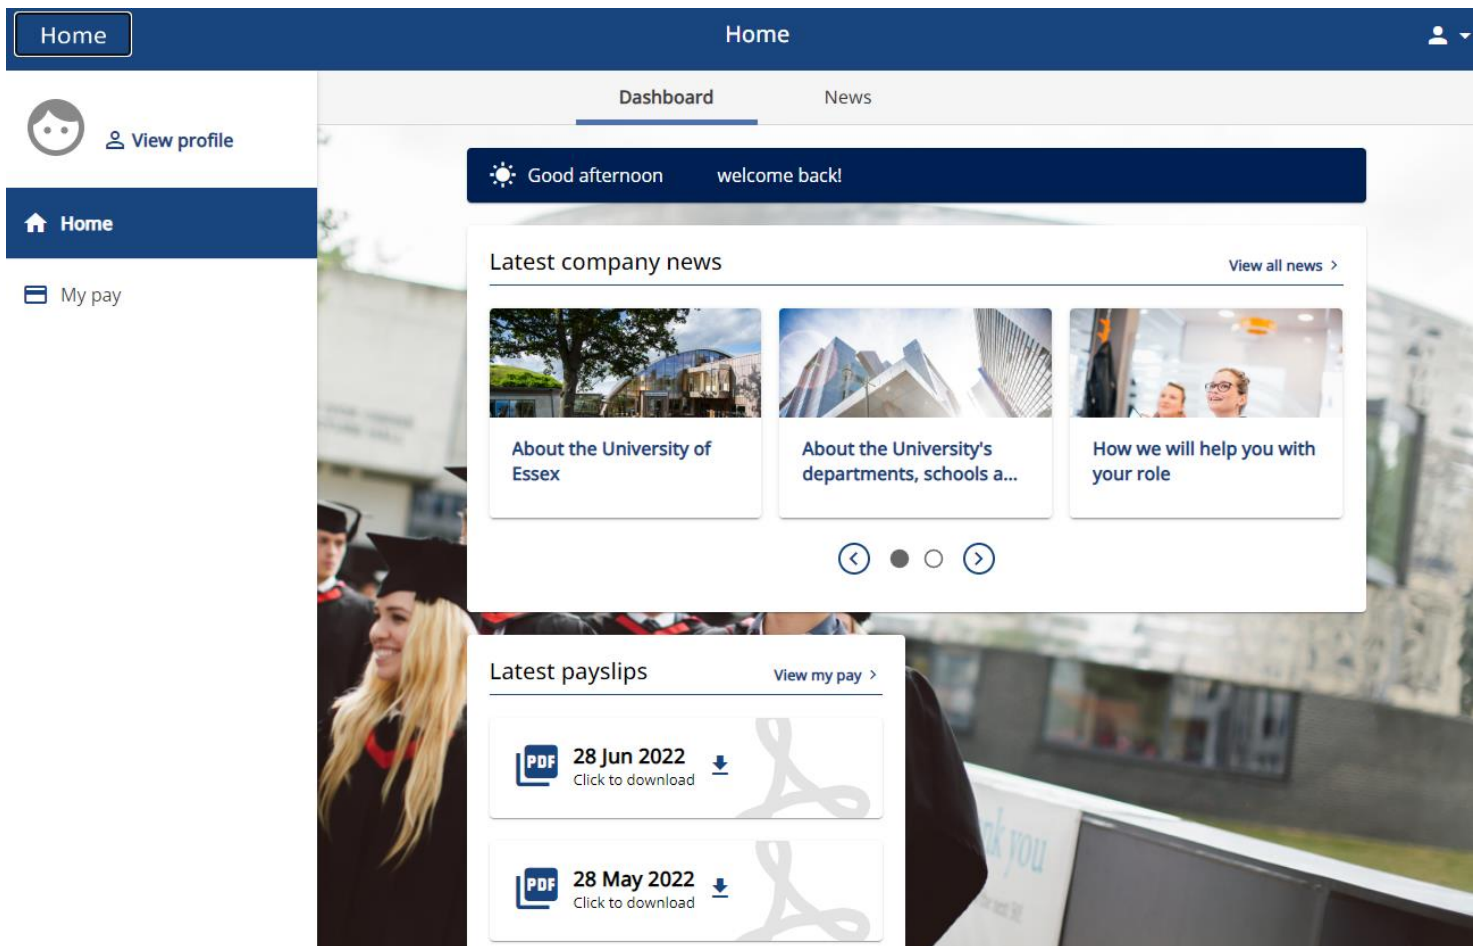 Home
Home
View profile
Home
My pay
Dashboard
News
Good afternoon welcome back!
Latest company news
View all news >
About the University of
Essex
About the University's
departments, schools a...
How we will help you with
your role
Latest payslips
View my pay >
PDF
28 Jun 2022
Click to download
PDF
28 May 2022
Click to download
you